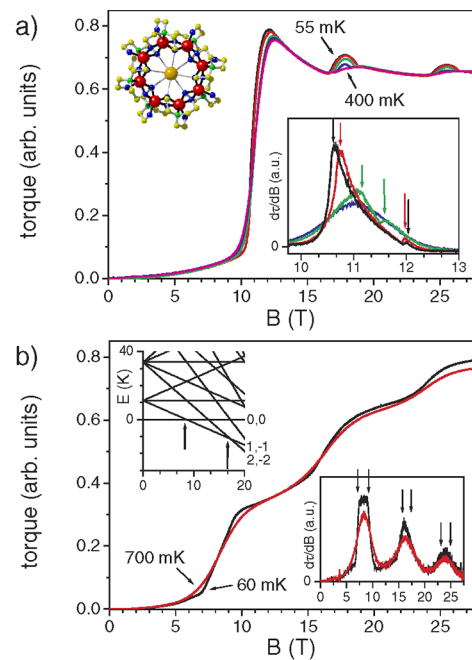 a)
torque (arb. units)
0.8
0.6
0.4
0.2
0.0
55 mK
400 mK
dτ/dB (a.u.)
0
10 11 12 13
0 5 10 15 20 25
B (T)
b)
torque (arb. units)
0.8
0.6
0.4
0.2
0.0
E (K)
40
20
0
0,0
1,-1
2,-2
0 10 20
700 mK
60 mK
dτ/dB (a.u.)
0
0 5 10 15 20 25
0 5 10 15 20 25
B (T)